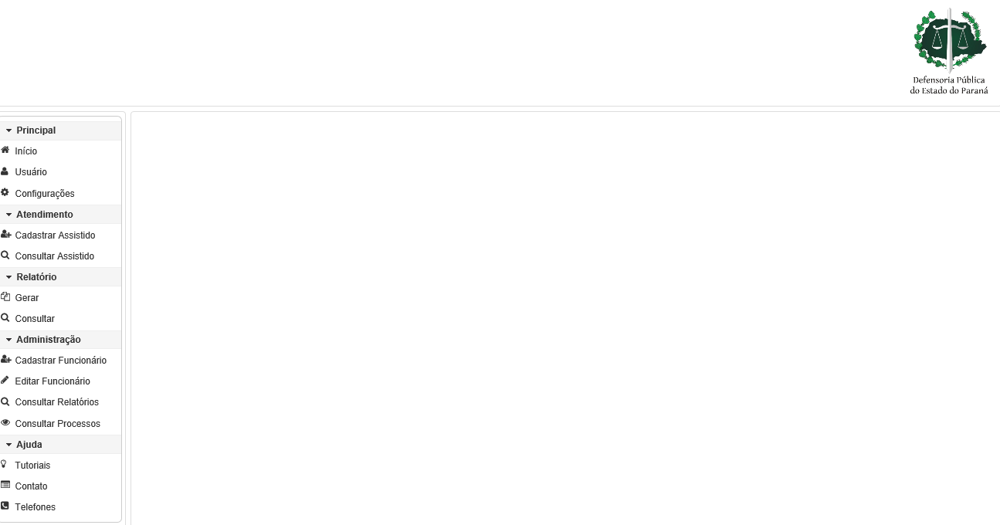 Defensoria Pública
do Estado do Paraná
Principal
Início
Usuário
Configurações
Atendimento
Cadastrar Assistido
Consultar Assistido
Relatório
Gerar
Consultar
Administração
Cadastrar Funcionário
Editar Funcionário
Consultar Relatórios
Consultar Processos
Ajuda
Tutoriais
Contato
Telefones